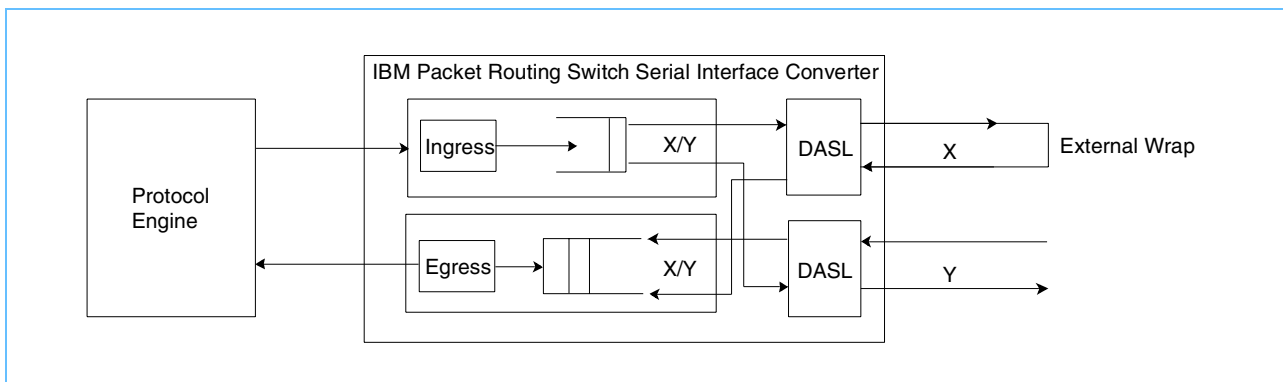 IBM Packet Routing Switch Serial Interface Converter
Protocol
Engine
Ingress
X/Y
DASL
X
External Wrap
Egress
X/Y
DASL
Y